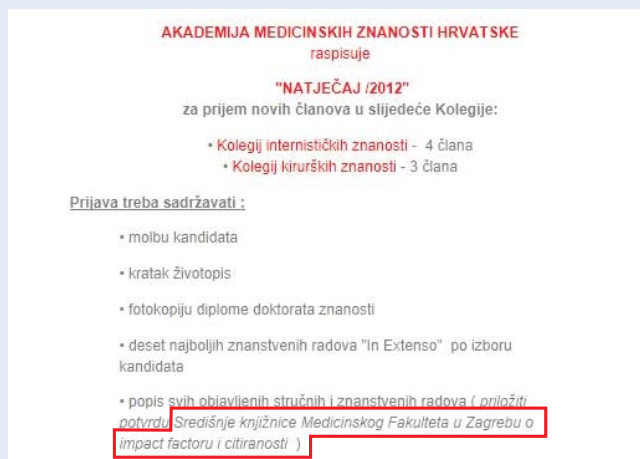 AKADEMIJA MEDICINSKIH ZNANOSTI HRVATSKE
raspisuje
"NATJEČAJ /2012"
za prijem novih članova u slijedeće Kolegije:
• Kolegij internističkih znanosti - 4 člana
• Kolegij kirurških znanosti - 3 člana
Prijava treba sadržavati :
• molbu kandidata
• kratak životopis
• fotokopiju diplome doktorata znanosti
• deset najboljih znanstvenih radova "In Extenso" po izboru
kandidata
• popis svih objavljenih stručnih i znanstvenih radova ( priložiti
potvrdu Središnje knjižnice Medicinskog Fakulteta u Zagrebu o
impact factoru i citiranosti )